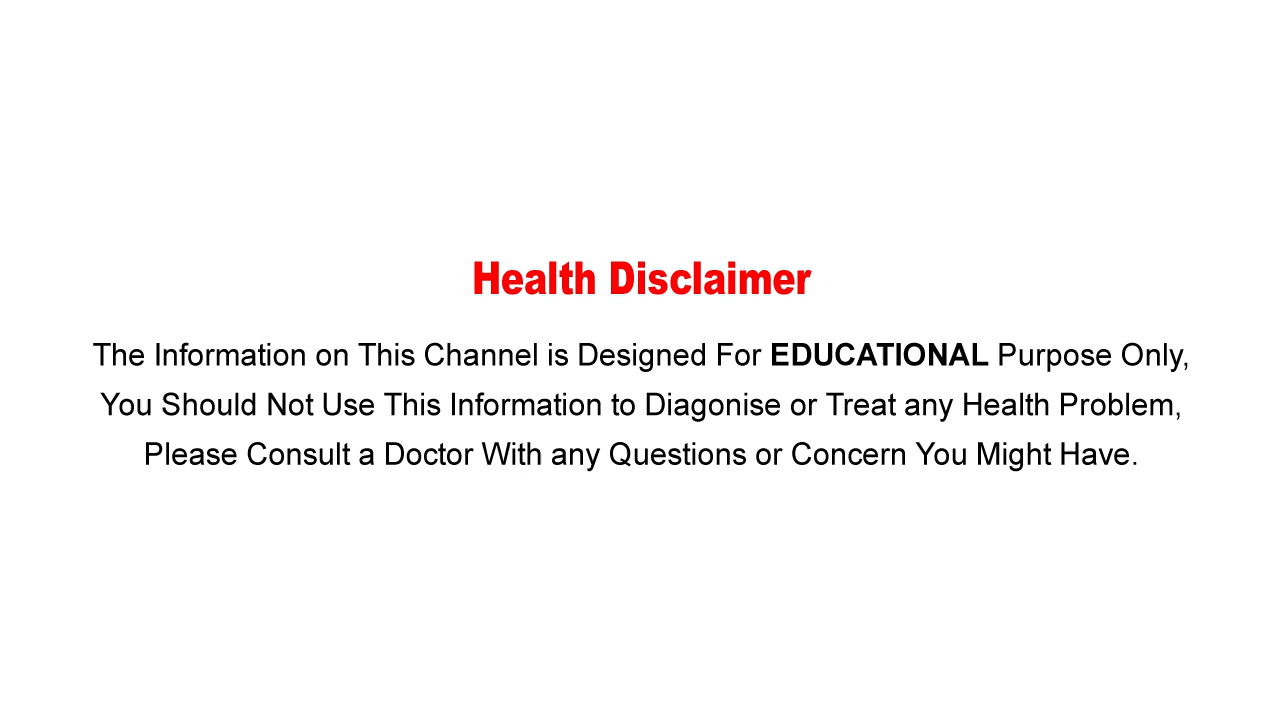 Health Disclaimer
The Information on This Channel is Designed For EDUCATIONAL Purpose Only,
You Should Not Use This Information to Diagonise or Treat any Health Problem,
Please Consult a Doctor With any Questions or Concern You Might Have.